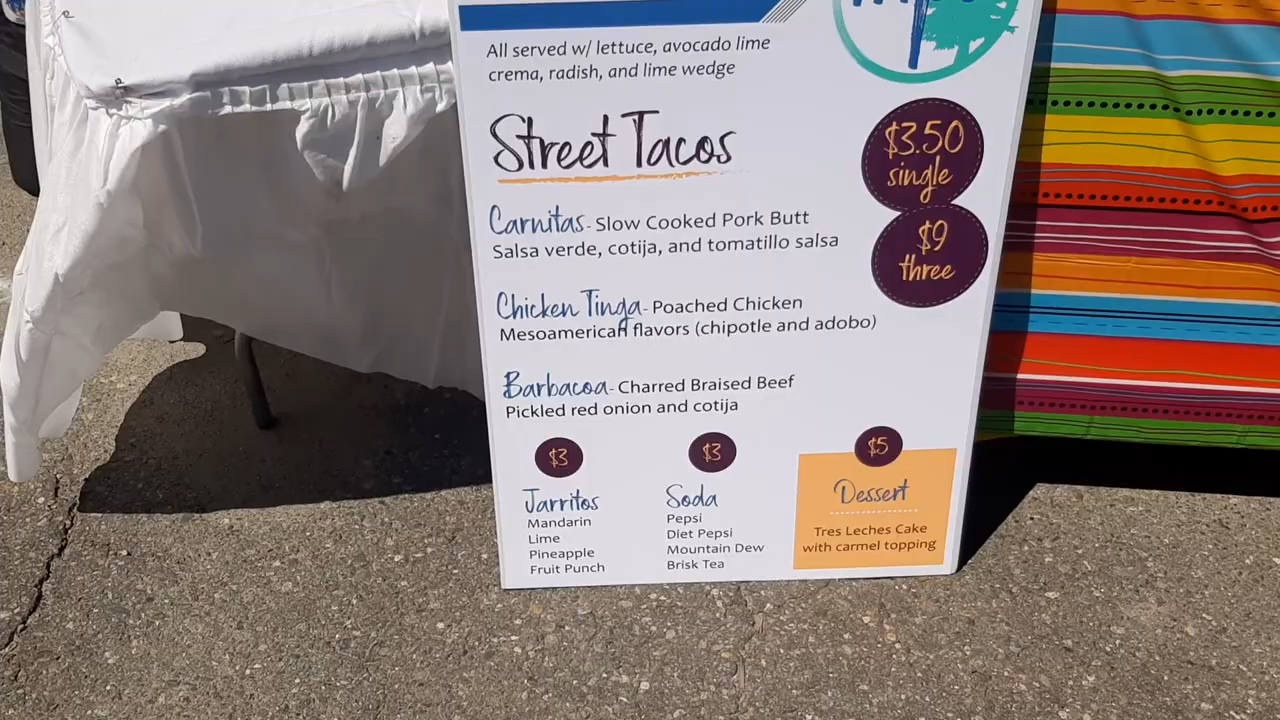 All served w/ lettuce, avocado lime
crema, radish, and lime wedge
Street Tacos
$3.50
single
$9
three
Carnitas- Slow Cooked Pork Butt
Salsa verde, cotija, and tomatillo salsa
Chicken Tinga- Poached Chicken
Mesoamerican flavors (chipotle and adobo)
Barbacoa- Charred Braised Beef
Pickled red onion and cotija
$3
Jarritos
Mandarin
Lime
Pineapple
Fruit Punch
$3
Soda
Pepsi
Diet Pepsi
Mountain Dew
Brisk Tea
$5
Dessert
Tres Leches Cake
with carmel topping